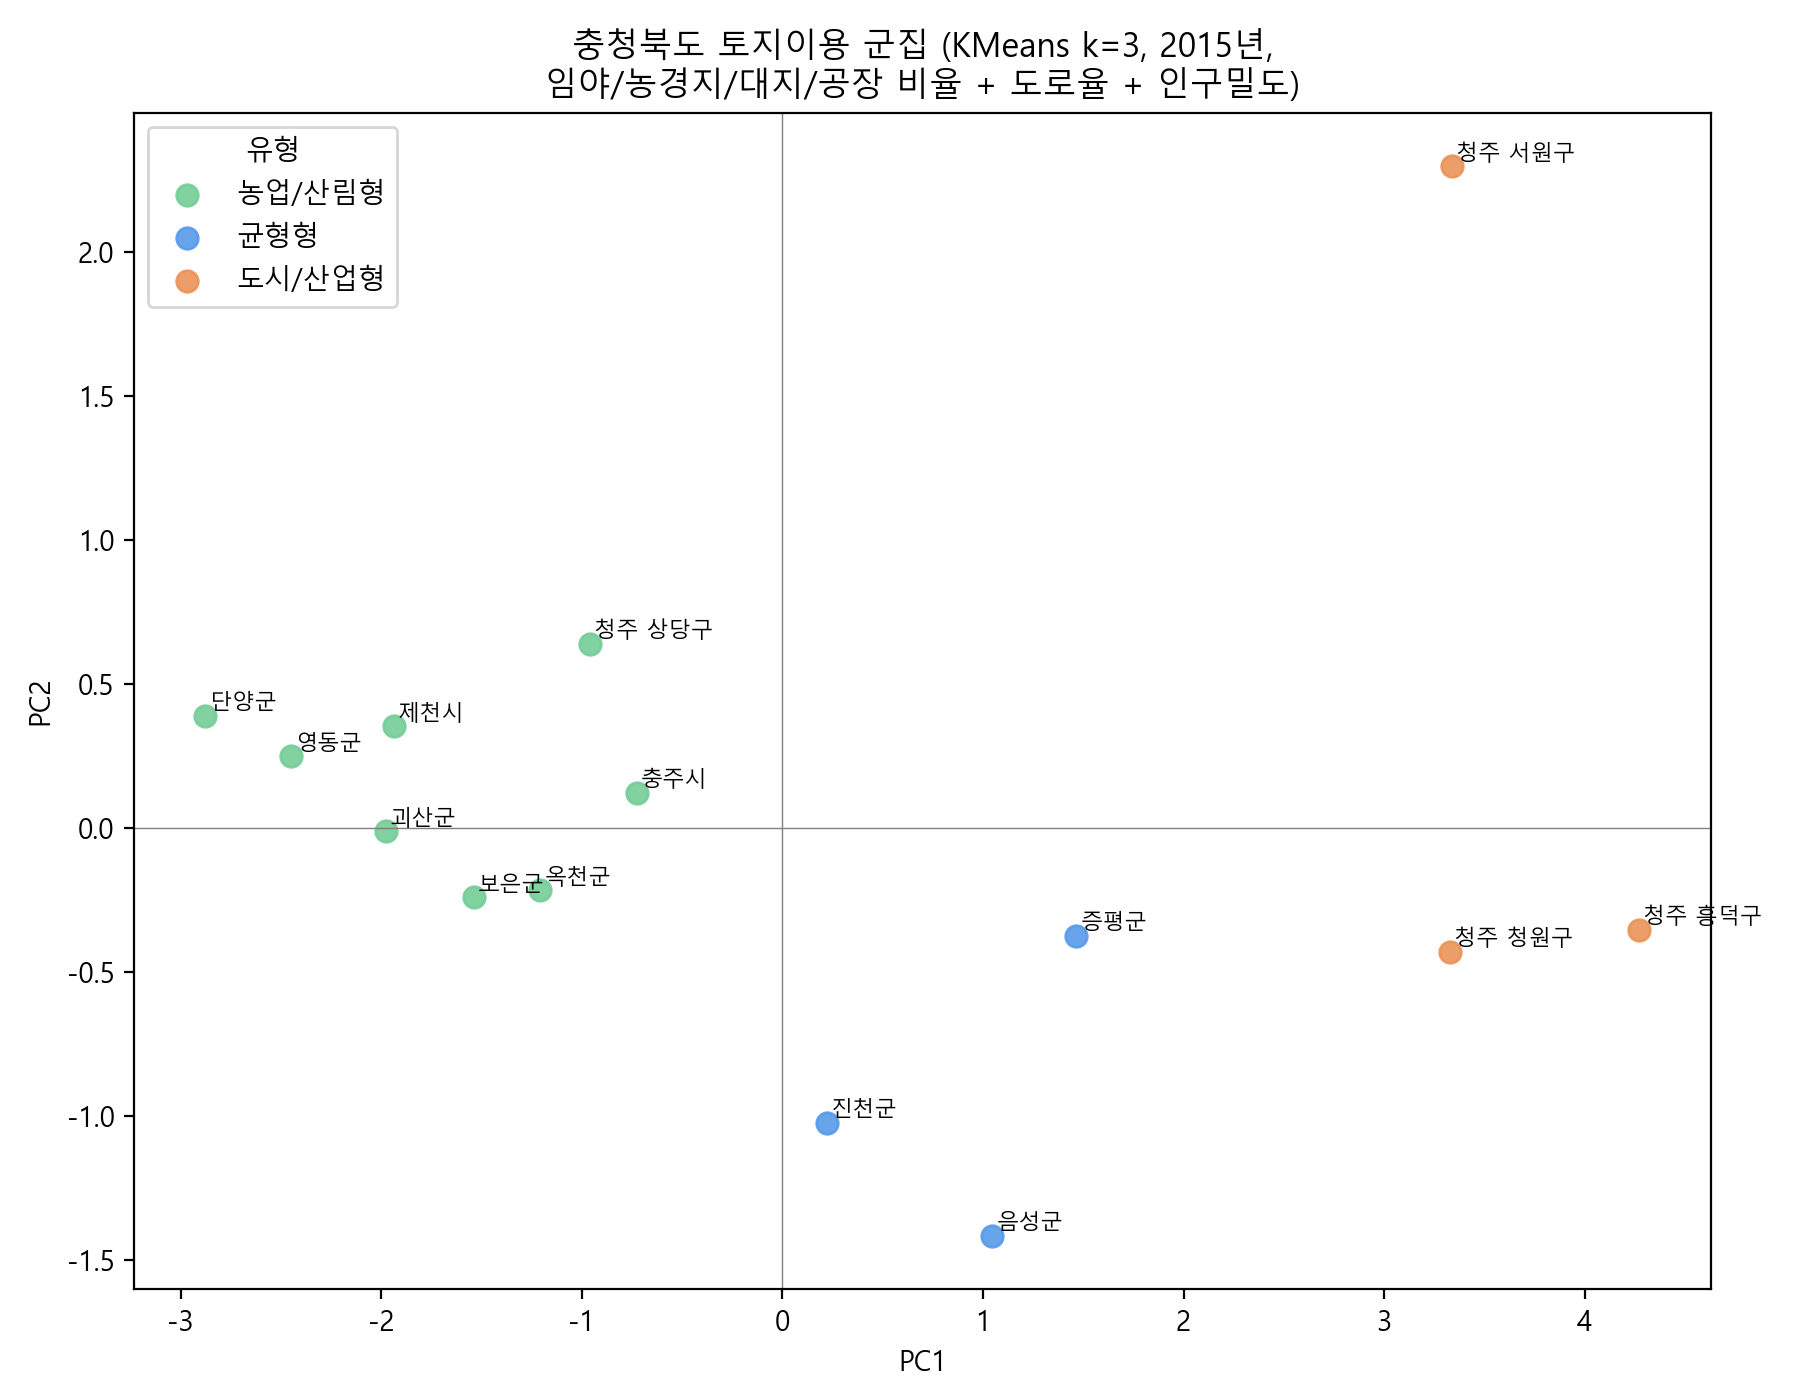 충청북도 토지이용 군집 (KMeans k=3, 2015년,
임야/농경지/대지/공장 비율 + 도로율 + 인구밀도)
유형
농업/산림형
균형형
도시/산업형
청주 서원구
청주 상당구
단양군
제천시
영동군
충주시
괴산군
보은군
옥천군
증평군
청주 흥덕구
청주 청원구
진천군
음성군
2.0
1.5
1.0
0.5
0.0
-0.5
-1.0
-1.5
PC2
-3
-2
-1
0
1
2
3
4
PC1